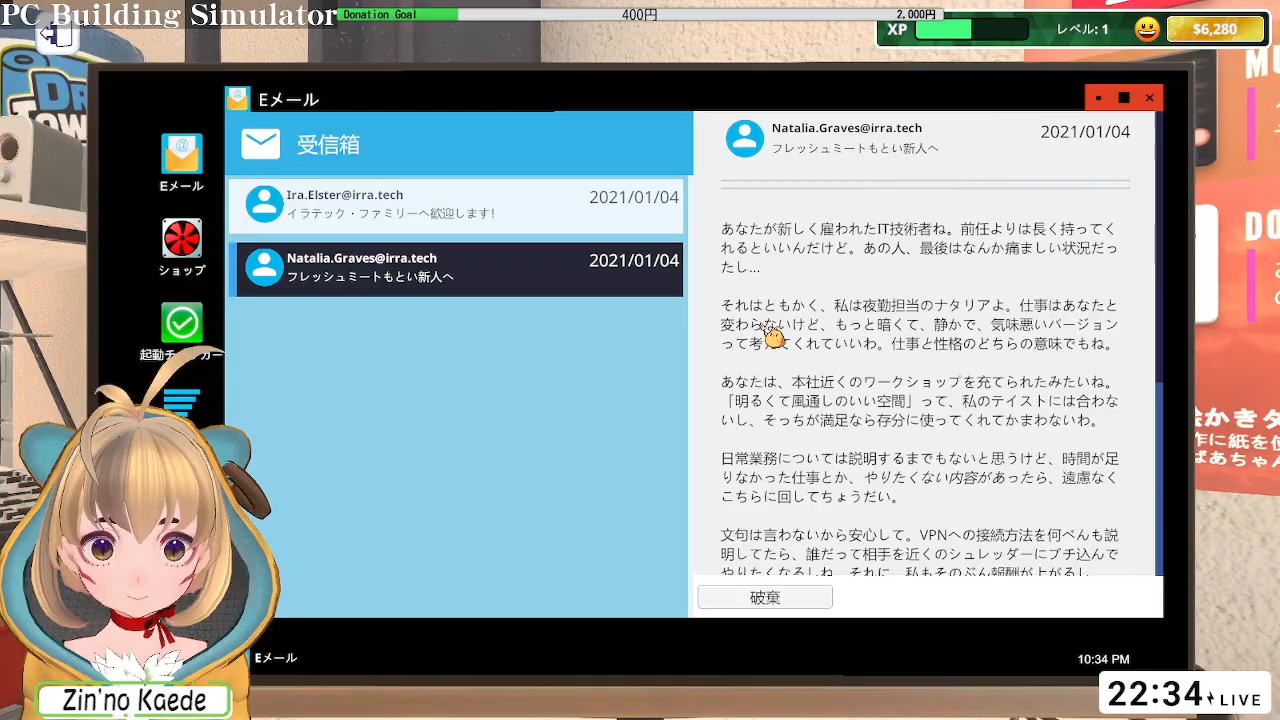 PC Building Simulator
Donation Goal
400円
2,000円
XP
レベル: 1
$6,280
Eメール
受信箱
Eメール
ショップ
Ira.Elster@irra.tech
2021/01/04
イラテック・ファミリーへ歓迎します!
Natalia.Graves@irra.tech
2021/01/04
フレッシュミートもとい新人へ
Natalia.Graves@irra.tech
2021/01/04
フレッシュミートもとい新人へ
あなたが新しく雇われたIT技術者ね。前任よりは長く持ってく
れるといいんだけど。あの人、最後はなんか痛ましい状況だっ
たし...
それはともかく、私は夜勤担当のナタリアよ。仕事はあなたと
変わらないけど、もっと暗くて、静かで、気味悪いバージョン
って考えてくれていいわ。仕事と性格のどちらの意味でもね。
あなたは、本社近くのワークショップを充てられたみたいね。
「明るくて風通しのいい空間」って、私のテイストには合わな
いし、そっちが満足なら存分に使ってくれてかまわないわ。
日常業務については説明するまでもないと思うけど、時間が足
りなかった仕事とか、やりたくない内容があったら、遠慮なく
こちらに回してちょうだい。
文句は言わないから安心して。VPNへの接続方法を何べんも説
明してたら、誰だって相手を近くのシュレッダーにブチ込んで
やりたくなるしね。それに、私もそのぶん報酬が上がるし
破棄
Eメール
10:34 PM
Zin'no Kaede
22:34
LIVE